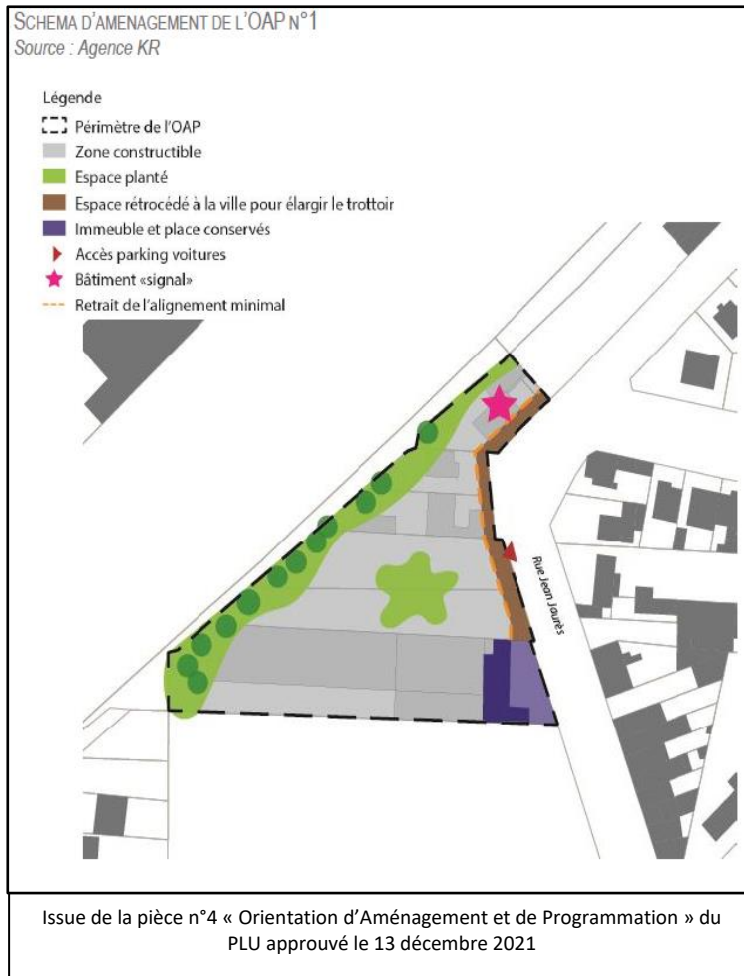 SCHEMA D'AMENAGEMENT DE L'OAP N°1
Source : Agence KR
Légende
Périmètre de l'OAP
Zone constructible
Espace planté
Espace rétrocédé à la ville pour élargir le trottoir
Immeuble et place conservés
Accès parking voitures
Bâtiment «signal»
Retrait de l'alignement minimal
Rue Jean Jaurès
Issue de la pièce n°4 « Orientation d'Aménagement et de Programmation » du
PLU approuvé le 13 décembre 2021